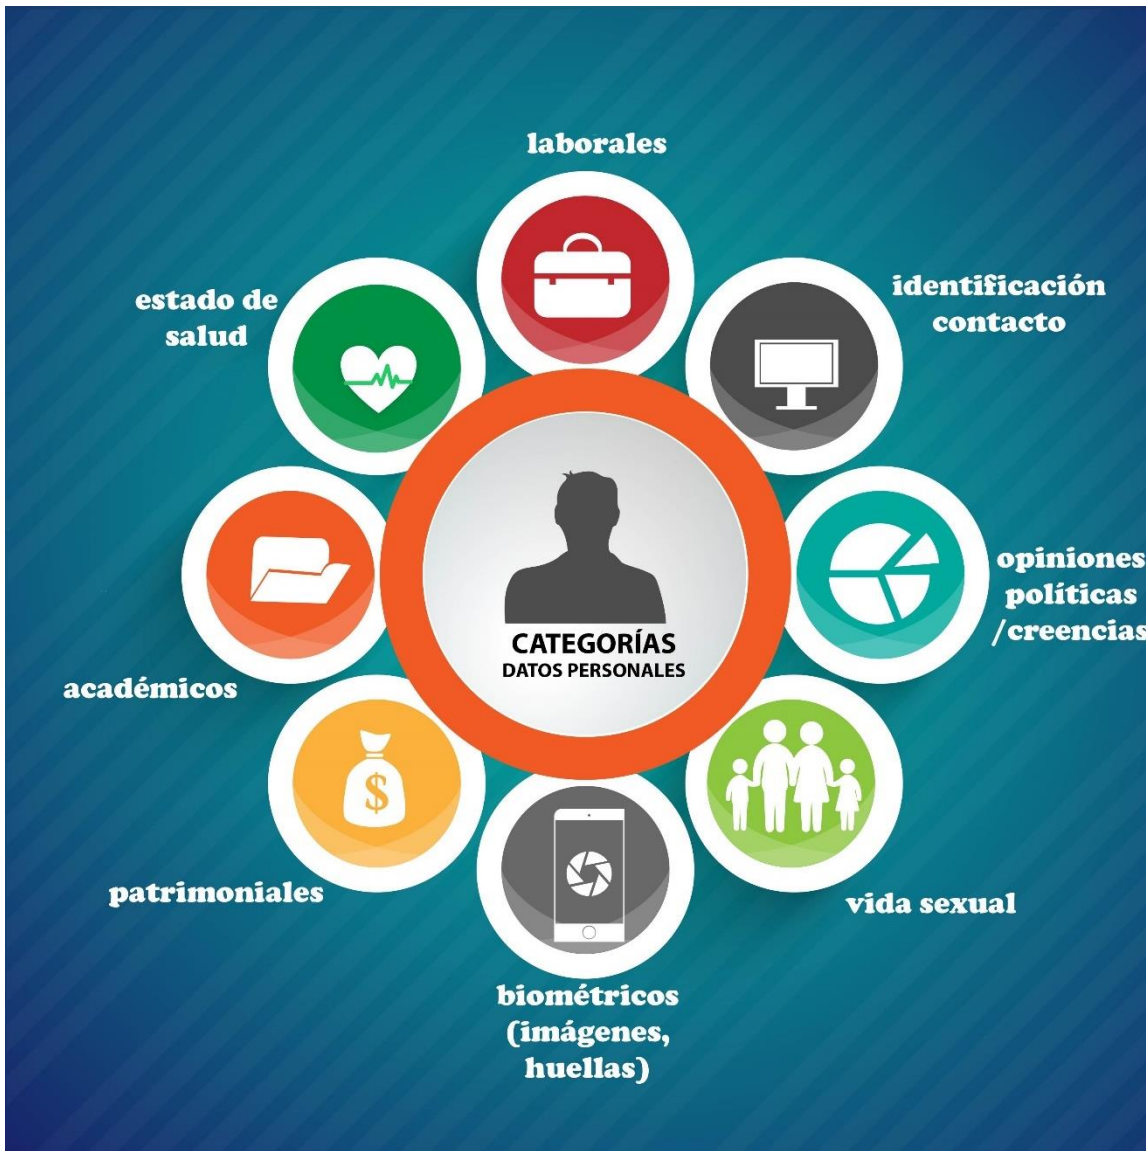 laborales
identificación
contacto
estado de
salud
opiniones
políticas
/creencias
CATEGORÍAS
DATOS PERSONALES
académicos
$
patrimoniales
vida sexual
biométricos
(imágenes,
huellas)